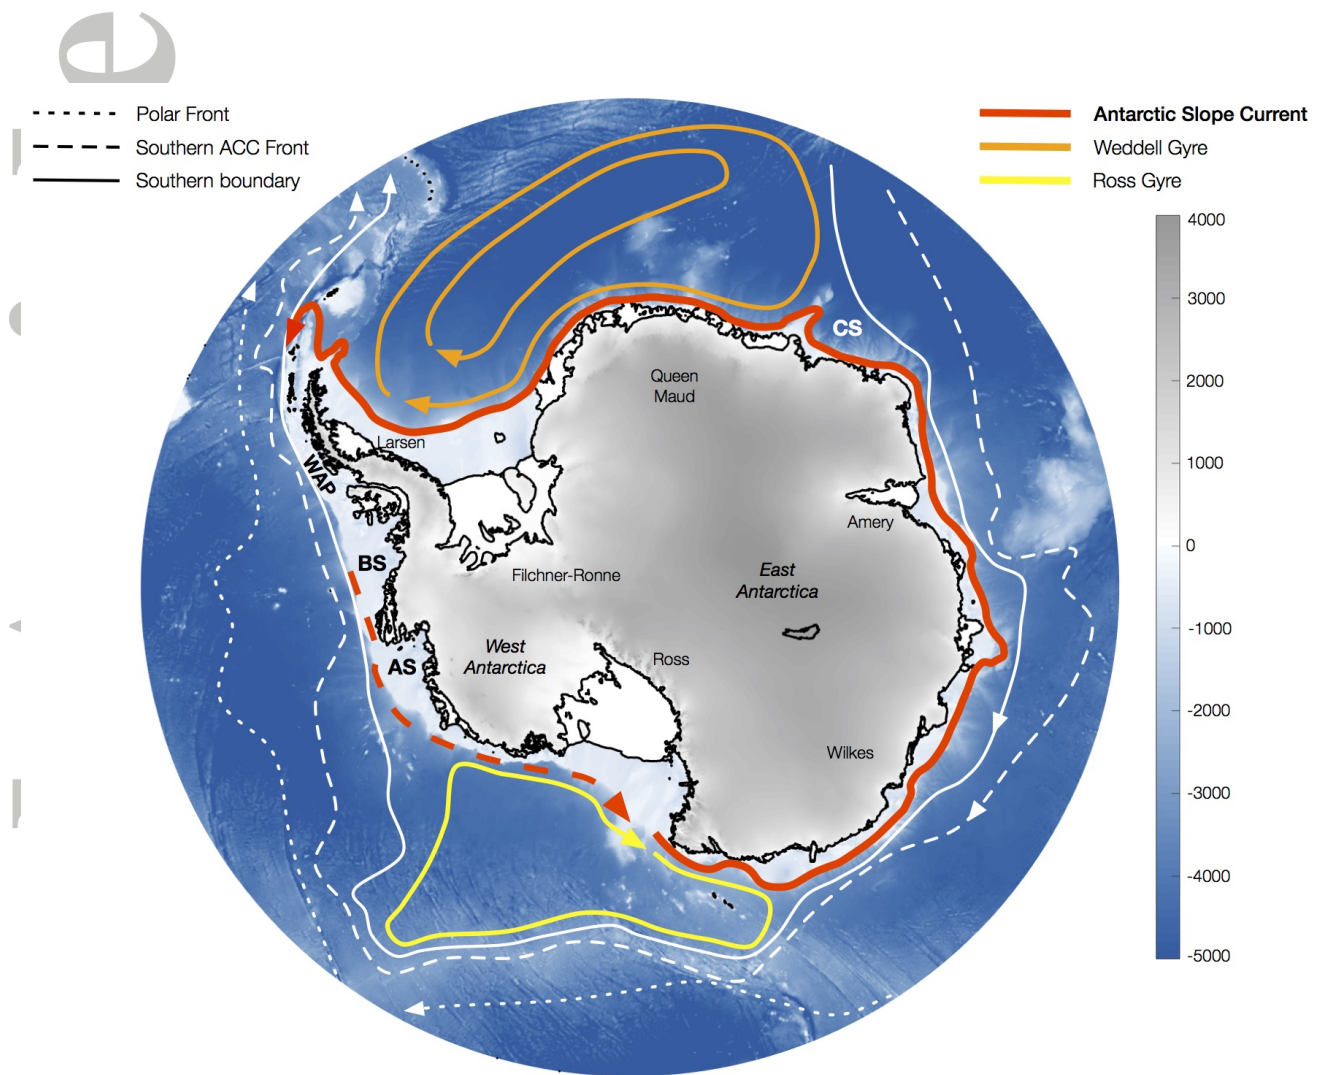 Polar Front
Southern ACC Front
Southern boundary
Antarctic Slope Current
Weddell Gyre
Ross Gyre
4000
3000
2000
1000
0
-1000
-2000
-3000
-4000
-5000
CS
Queen
Maud
Larsen
WAP
Amery
BS
Filchner-Ronne
East
Antarctica
West
Antarctica
Ross
AS
Wilkes